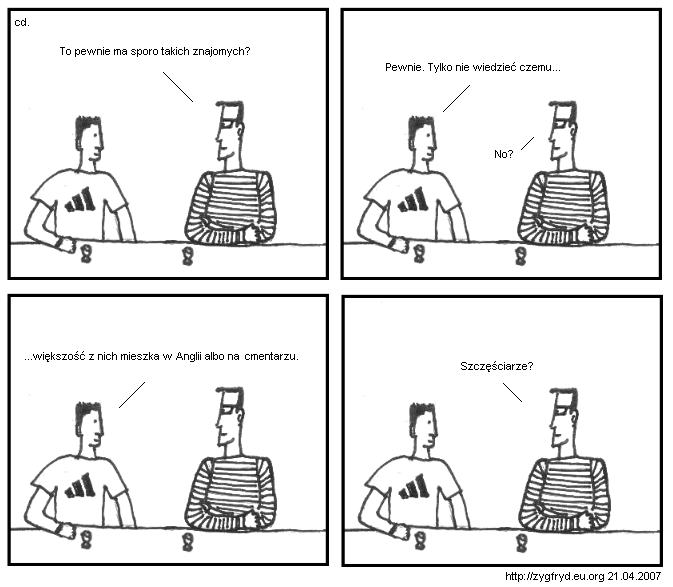 cd.
To pewnie ma sporo takich znajomych?
Pewnie. Tylko nie wiedzieć czemu...
No?
...większość z nich mieszka w Anglii albo na cmentarzu.
Szczęściarze?
http://zygfryd.eu.org 21.04.2007